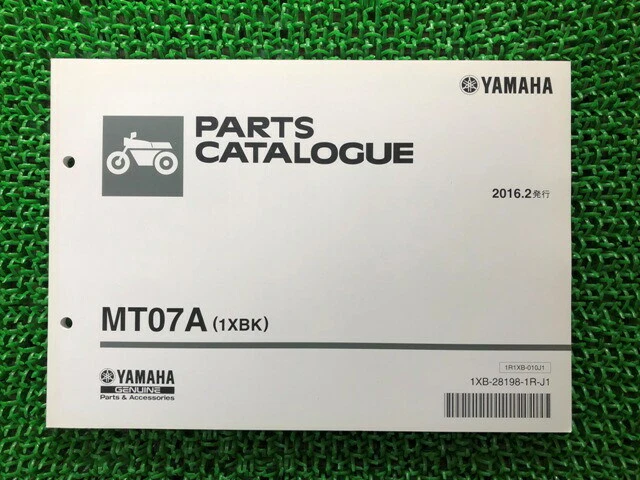 YAMAHA
PARTS
CATALOGUE
2016.2発行
MT07A (1XBK)
1R1XB-010J1
YAMAHA
GENUINE
Parts & Accessories
1XB-28198-1R-J1